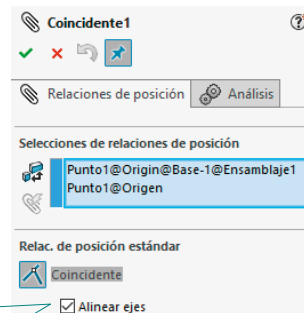 Coincidente1
Relaciones de posición
Análisis
Selecciones de relaciones de posición
Punto1@Origin@Base-1@Ensamblaje1
Punto1@Origen
Relac. de posición estándar
Coincidente
Alinear ejes